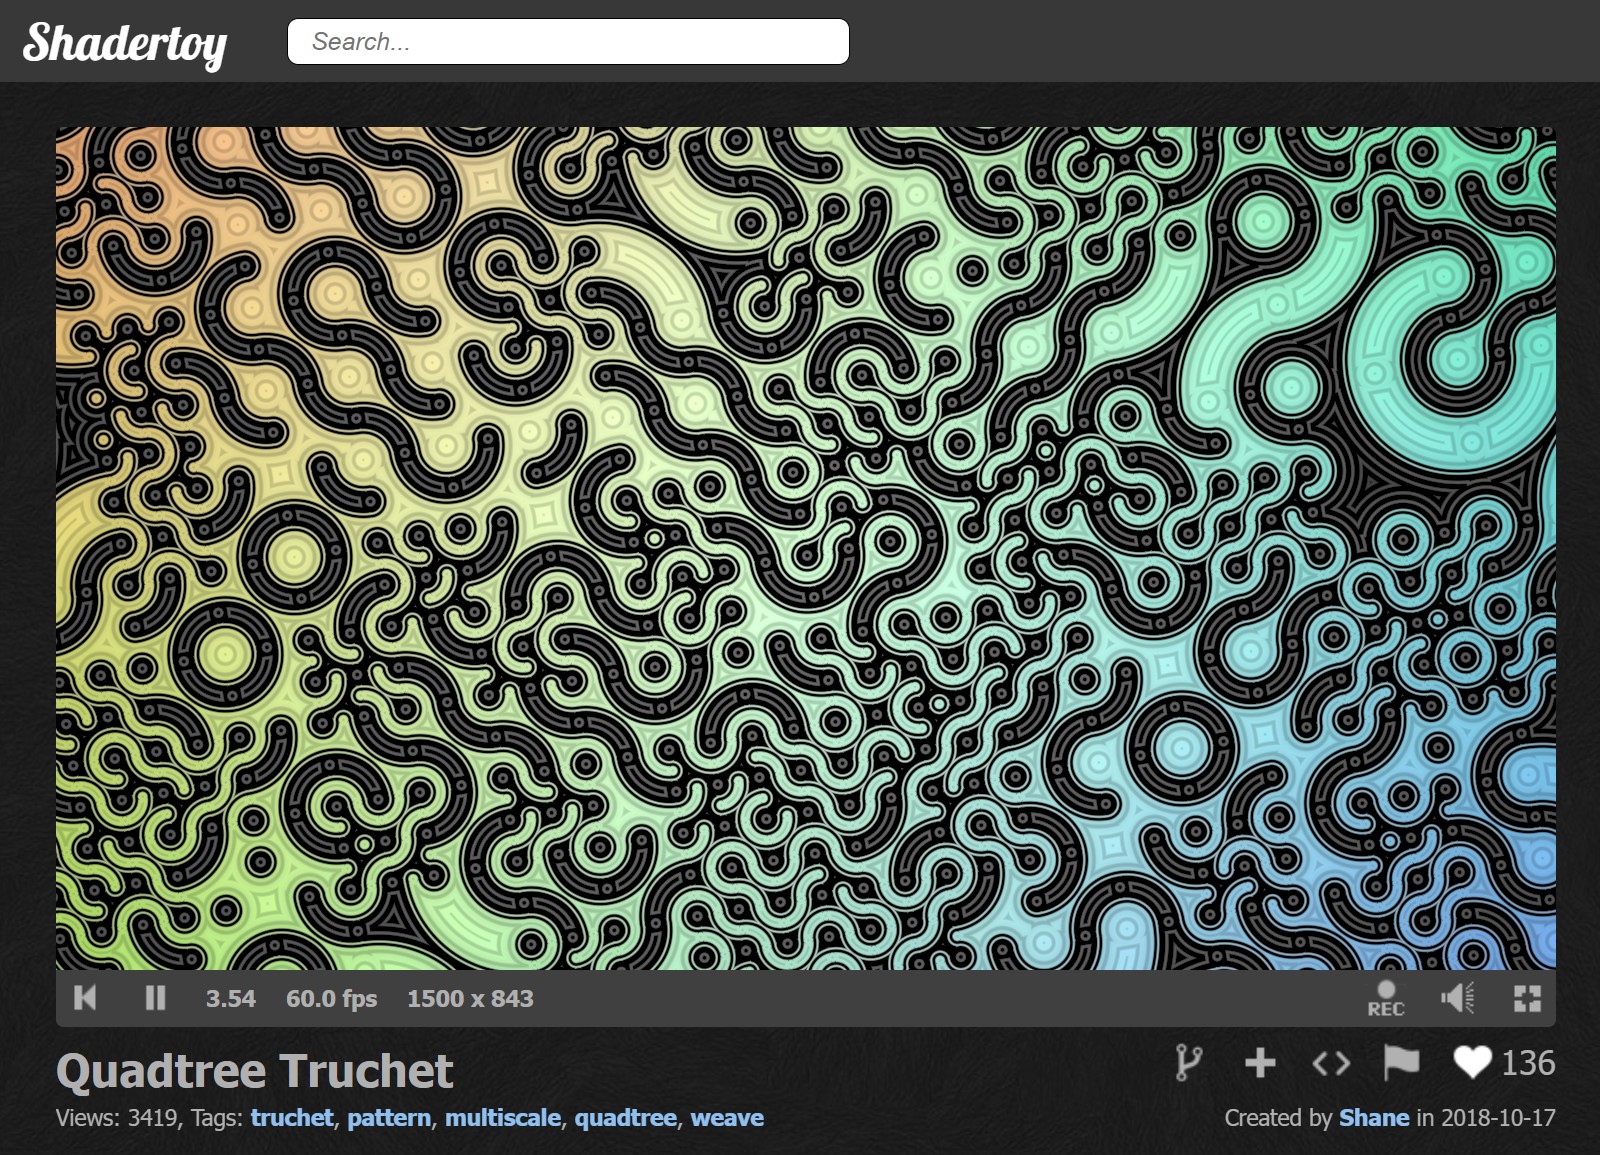 Shadertoy
Search...
3.54 60.0 fps 1500 x 843
REC
Quadtree Truchet
136
Views: 3419, Tags: truchet, pattern, multiscale, quadtree, weave
Created by Shane in 2018-10-17